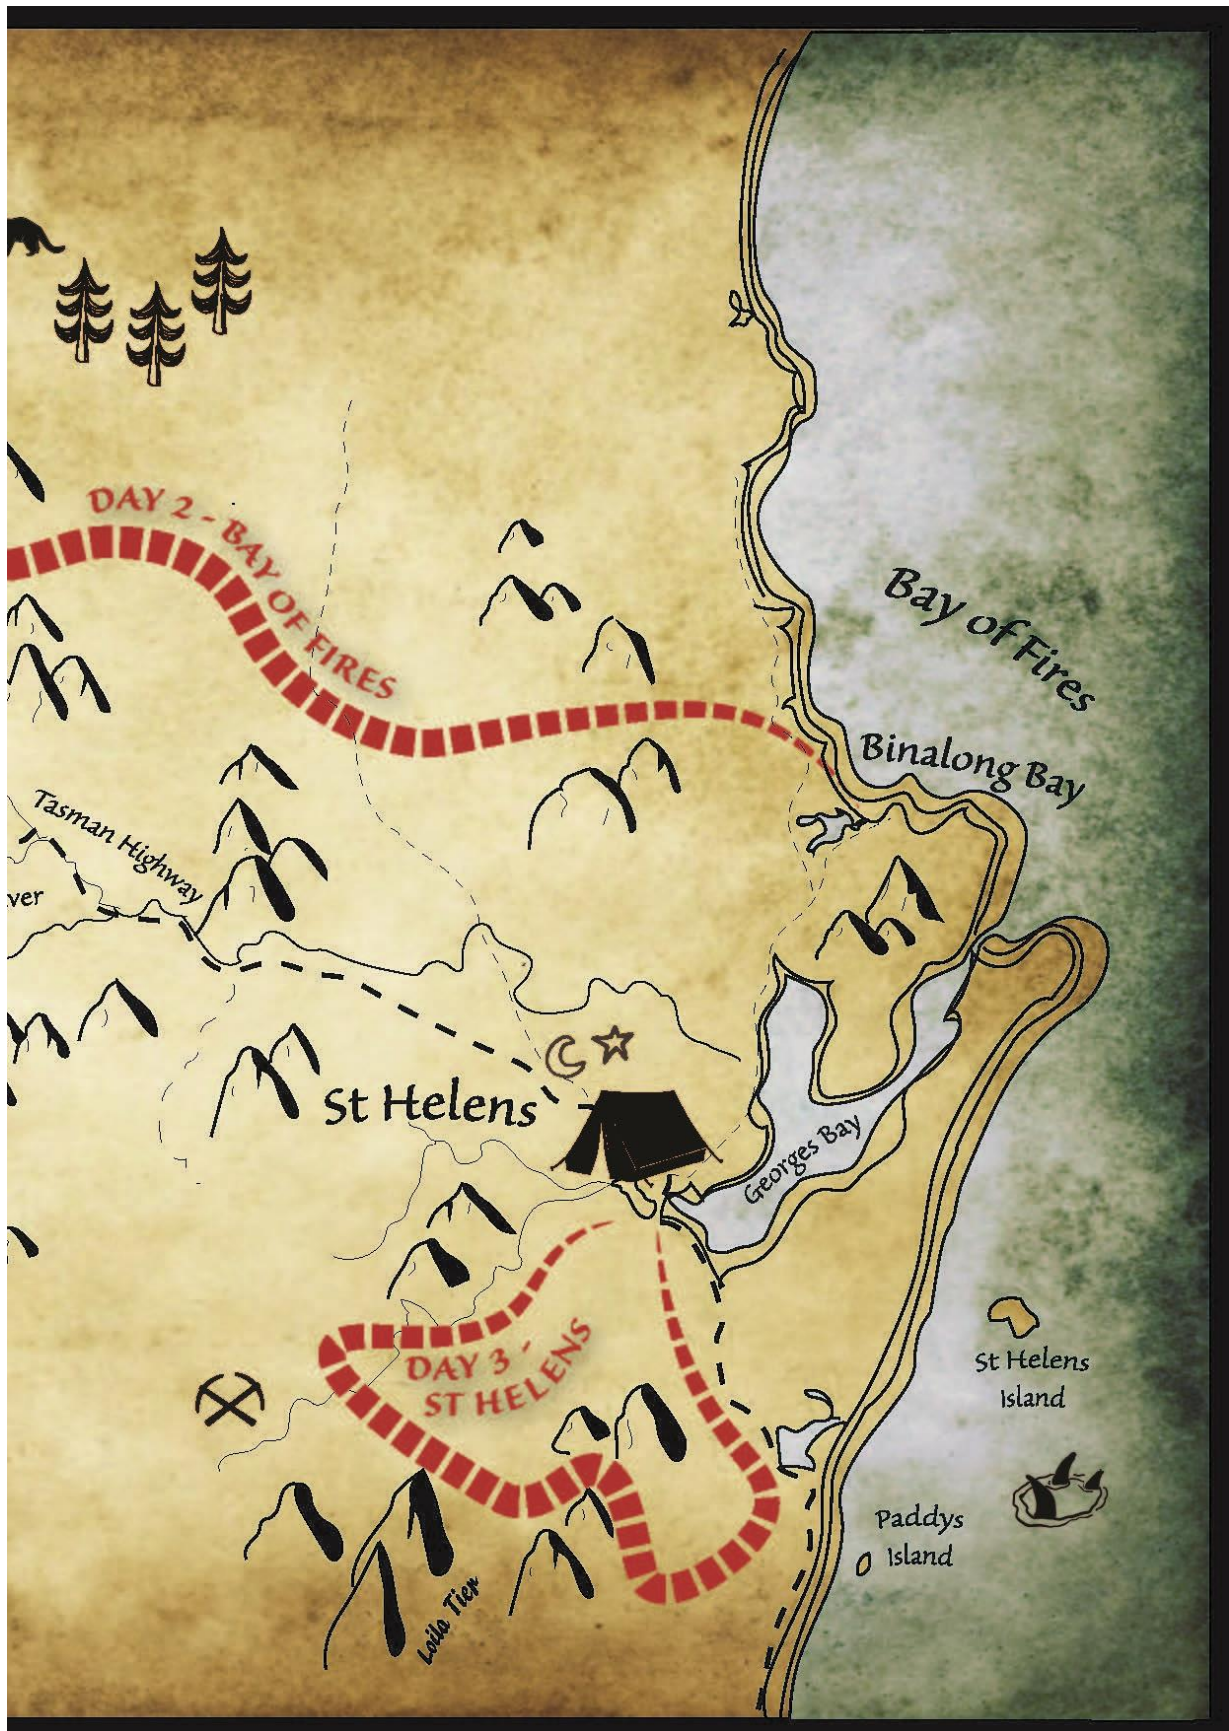 DAY 2 - BAY OF FIRES
Bay of Fires
Binalong Bay
Tasman Highway
ver
St Helens
Georges Bay
DAY 3 -
ST HELENS
St Helens
Island
Paddys
Island
Loila Tier